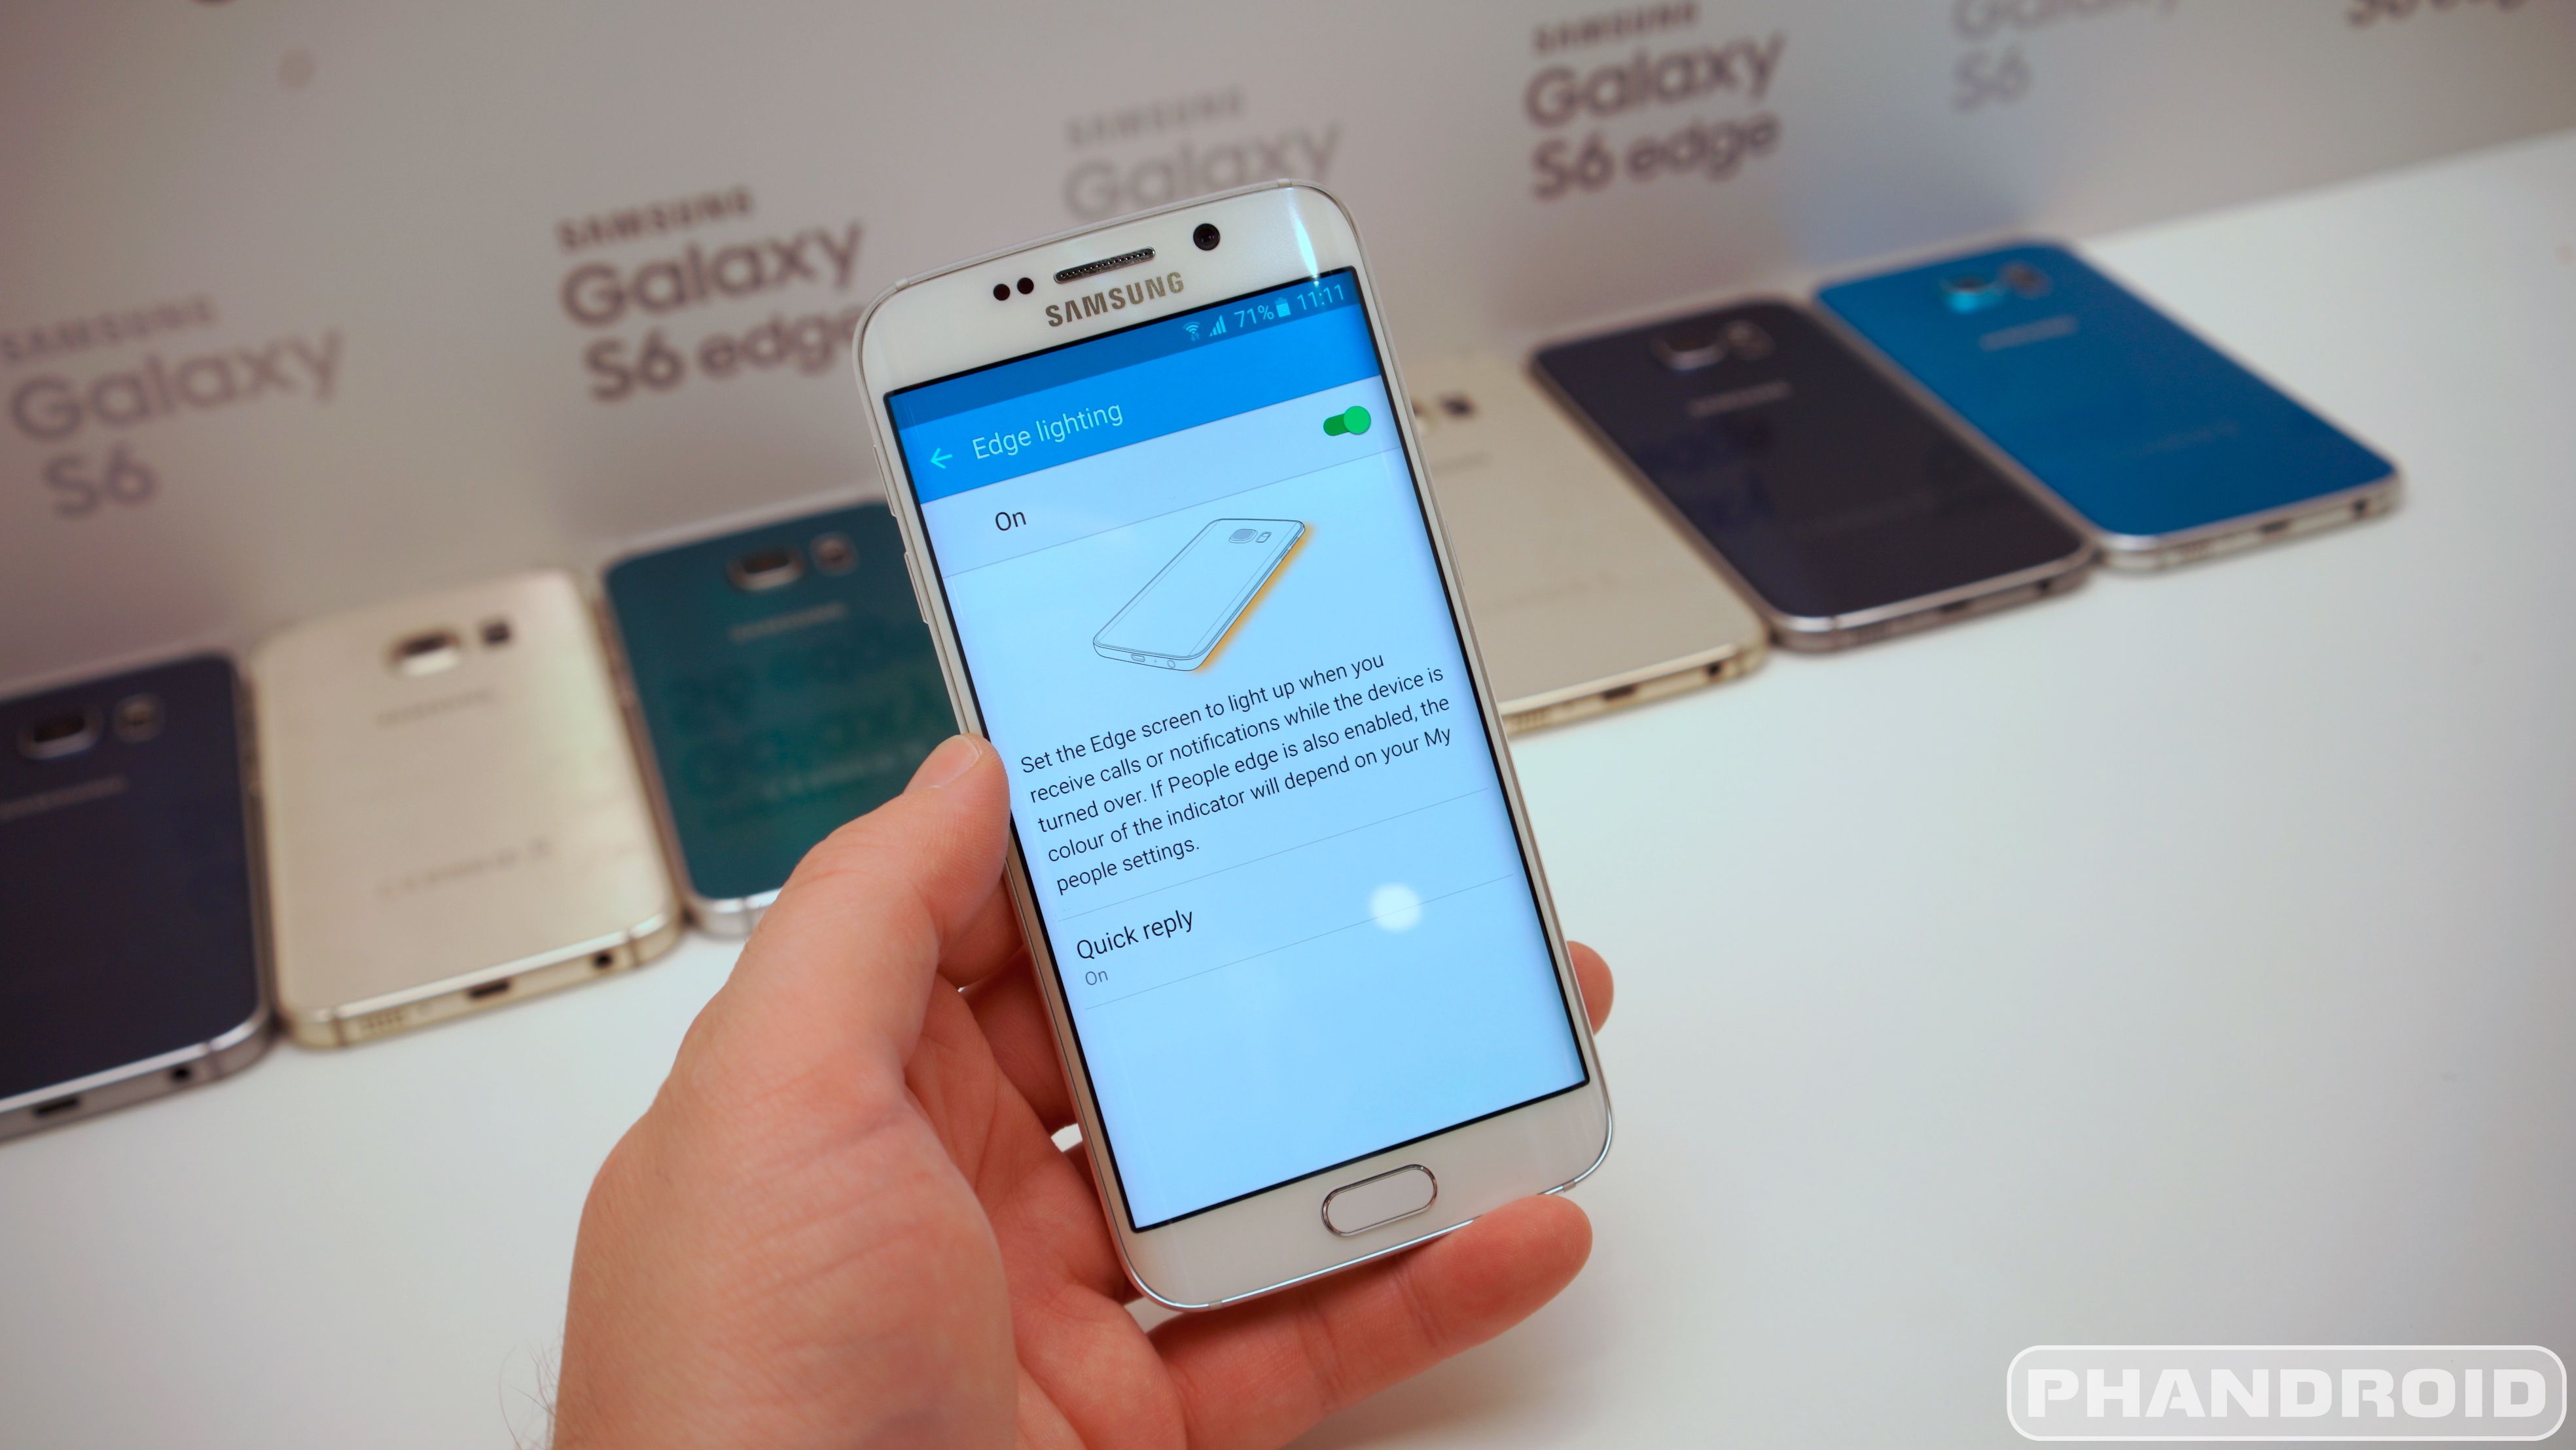 SAMSUNG
Galaxy
S6 edge
SAMSUNG
Galaxy
S6 edge
SAMSUNG
Galaxy
SAMSUNG
Galaxy
S6
Galaxy
S6
S6 edge
SAMSUNG
71% 11:11
Edge lighting
On
Set the Edge screen to light up when you
receive calls or notifications while the device is
turned over. If People edge is also enabled, the
colour of the indicator will depend on your My
people settings.
Quick reply
On
PHANDROID